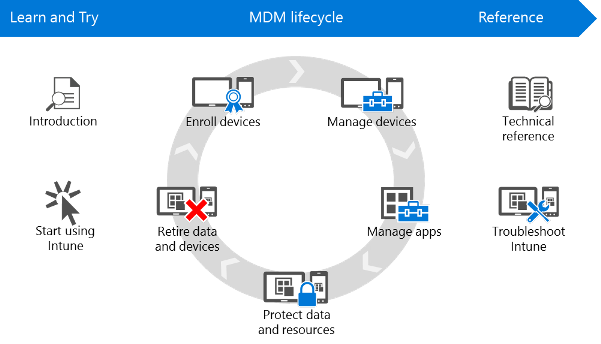 Learn and Try
MDM lifecycle
Reference
Introduction
Enroll devices
Manage devices
Technical
reference
Start using
Intune
Retire data
and devices
Manage apps
Troubleshoot
Intune
Protect data
and resources